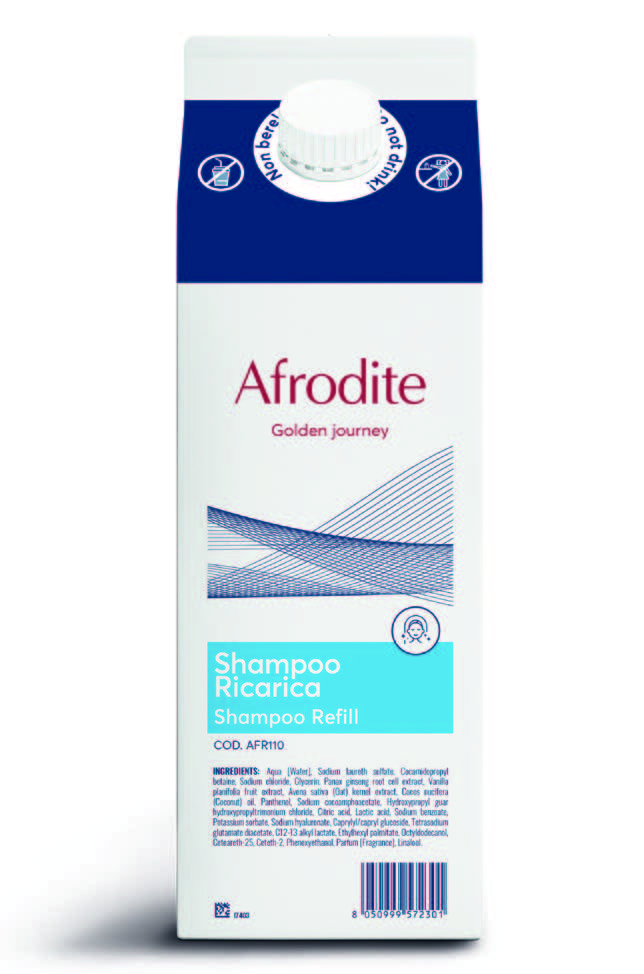 Non bere!
Do not drink!
Afrodite
Golden journey
Shampoo
Ricarica
Shampoo Refill
COD. AFR110
INGREDIENTS: Aqa [Water], Sodium laureth sulfate, Cocamidopropyl
betaine, Sodium chloride, Glycerin, Panax ginseng root cell extract, Vanilla
planifolia fruit extract, Avena sativa (Oat) kernel extract, Cocos nucifera
(Coconut) oil, Panthenol, Sodium cocoamphoacetate, Hydroxypropyl guar
hydroxypropyltrimonium chloride, Citric acid, Lactic acid, Sodium benzoate,
Potassium sorbate, Sodium hyaluronate, Caprylyl/capryl glucoside, Tetrasodium
glutamate diacetate, C12-13 alkyl lactate, Ethylhexyl palmitate, Octyldodecanol,
Ceteareth-25, Ceteth-2, Phenoxyethanol, Parfum [Fragrance], Linalool.
17403
8 050999 572301